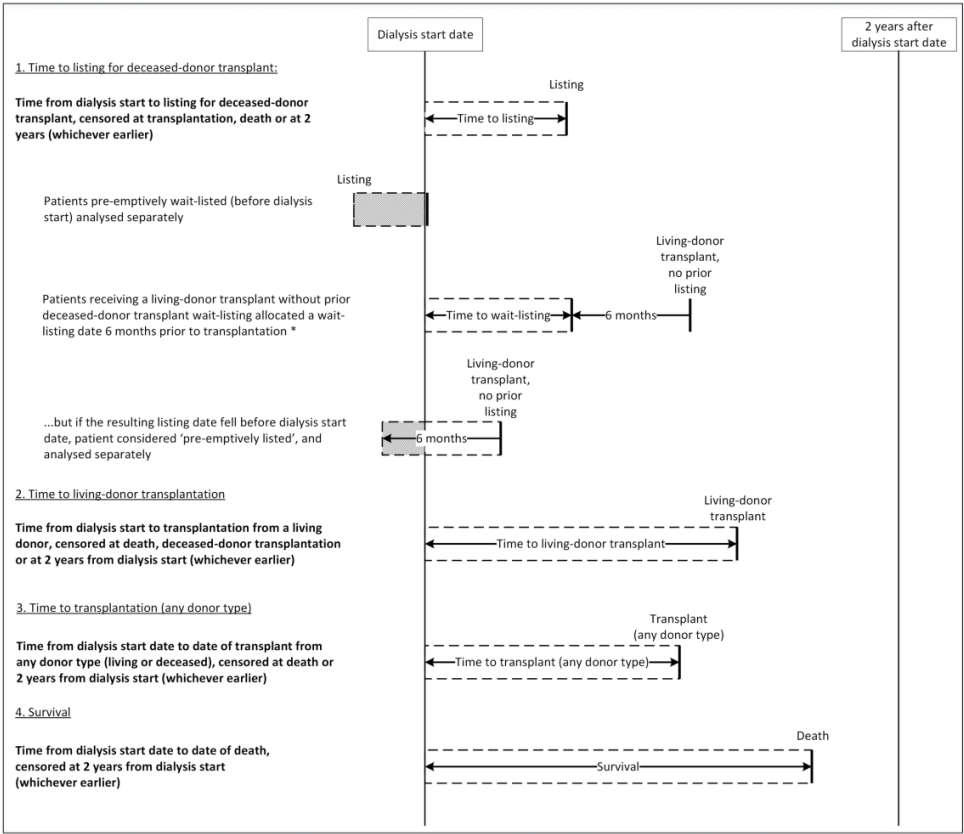 Dialysis start date
2 years after
dialysis start date
1. Time to listing for deceased-donor transplant:
Time from dialysis start to listing for deceased-donor
transplant, censored at transplantation, death or at 2
years (whichever earlier)
Listing
Time to listing
Listing
Patients pre-emptively wait-listed (before dialysis
start) analysed separately
Living-donor
transplant,
no prior
listing
Patients receiving a living-donor transplant without prior
deceased-donor transplant wait-listing allocated a wait-
listing date 6 months prior to transplantation *
Time to wait-listing
6 months
Living-donor
transplant,
no prior
listing
...but if the resulting listing date fell before dialysis start
date, patient considered ‘pre-emptively listed’, and
analysed separately
6 months
2. Time to living-donor transplantation
Living-donor
transplant
Time from dialysis start to transplantation from a living
donor, censored at death, deceased-donor transplantation
or at 2 years from dialysis start (whichever earlier)
Time to living-donor transplant
3. Time to transplantation (any donor type)
Transplant
(any donor type)
Time from dialysis start date to date of transplant from
any donor type (living or deceased), censored at death or
2 years from dialysis start (whichever earlier)
Time to transplant (any donor type)
4. Survival
Death
Time from dialysis start date to date of death,
censored at 2 years from dialysis start
(whichever earlier)
Survival